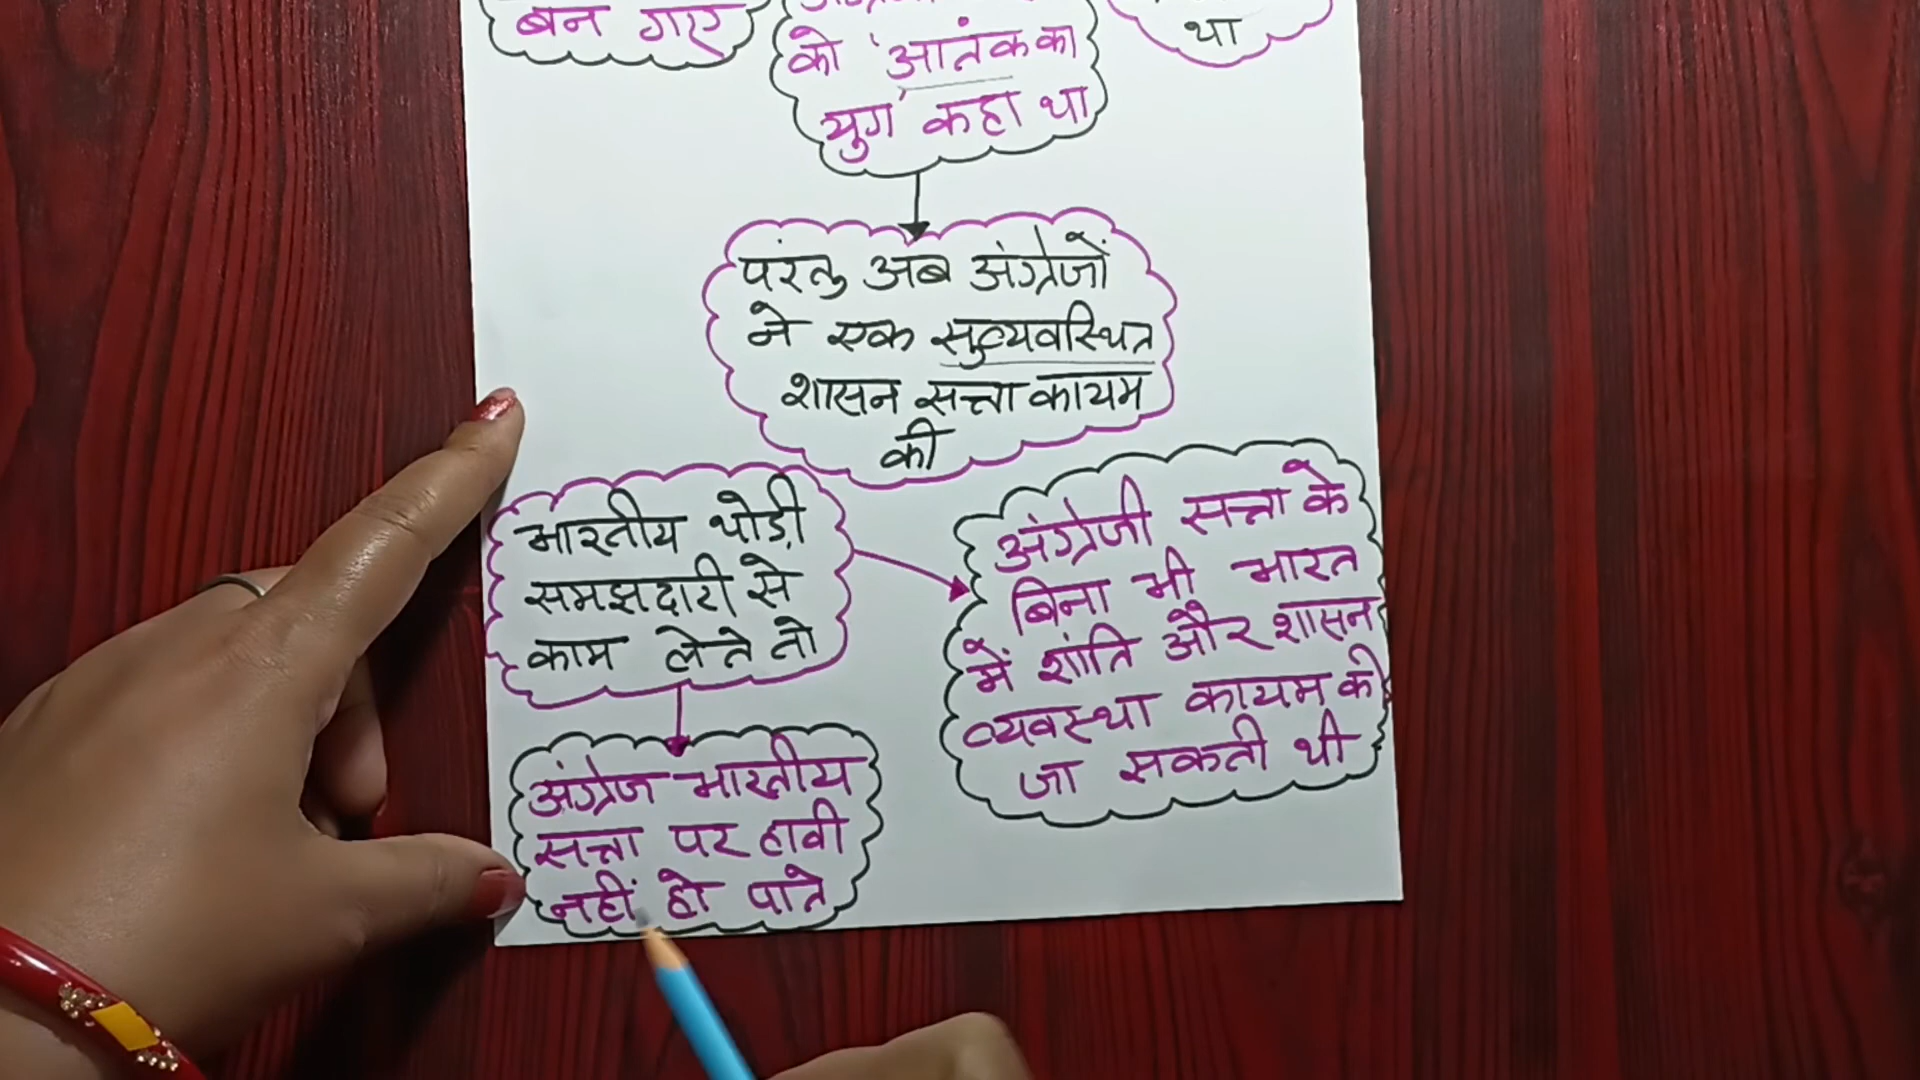 बन गए
को 'आतंक का
युग' कहा था
था
परंतु अब अंग्रेजों
ने एक सुव्यवस्थित
शासन सत्ता कायम
की
भारतीय थोड़ी
समझदारी से
काम लेते तो
अंग्रेजी सत्ता के
बिना भी भारत
में शांति और शासन
व्यवस्था कायम की
जा सकती थी
अंग्रेज भारतीय
सत्ता पर हावी
नहीं हो पाते